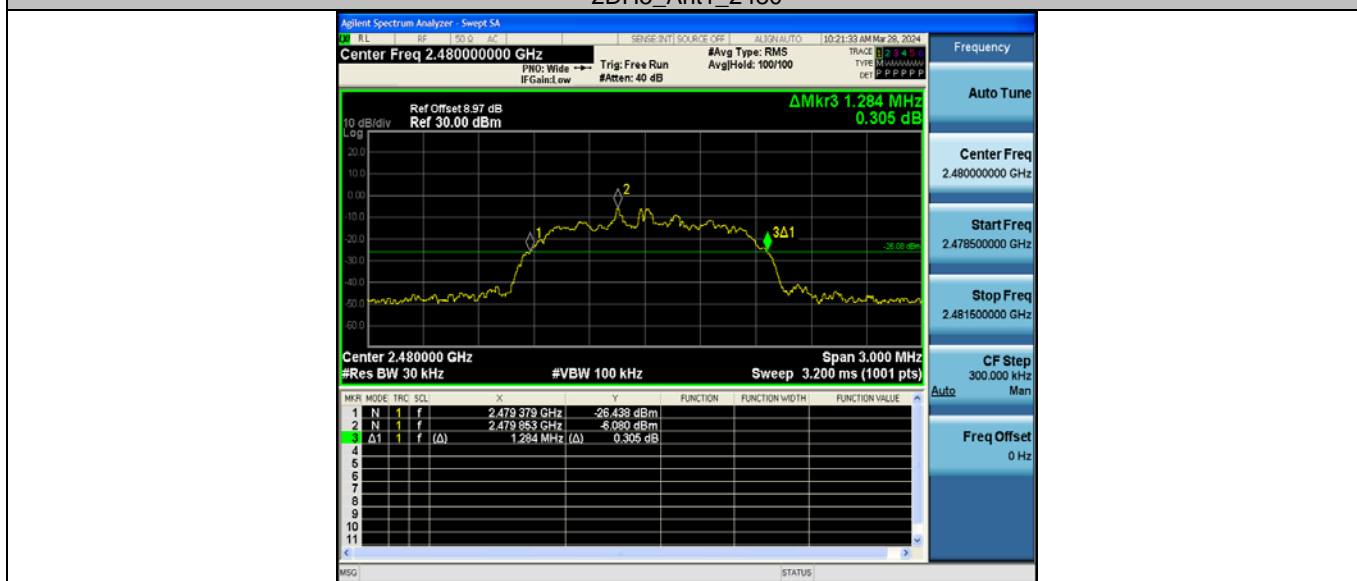 2DH5_Ant1_2480
Agilent Spectrum Analyzer - Swept SA
RL RF 50 Ω AC SENSE:INT SOURCE OFF ALIGN AUTO 10:21:33 AM Mar 28, 2024
Center Freq 2.480000000 GHz
PNO: Wide
IFGain:Low
Trig: Free Run
#Atten: 40 dB
#Avg Type: RMS
Avg|Hold: 100/100
TRACE 1 2 3 4 5 6
TYPE M
DET P P P P P P
Ref Offset 8.97 dB
10 dB/div Ref 30.00 dBm
Log
ΔMkr3 1.284 MHz
0.305 dB
20.0
10.0
0.00
-10.0
-20.0
-30.0
-40.0
-50.0
-60.0
1
2
3Δ1
-26.08 dBm
Center 2.480000 GHz Span 3.000 MHz
#Res BW 30 kHz #VBW 100 kHz Sweep 3.200 ms (1001 pts)
MKR MODE TRC SCL X Y FUNCTION FUNCTION WIDTH FUNCTION VALUE
1 N 1 f 2.479 379 GHz -26.438 dBm
2 N 1 f 2.479 853 GHz -6.080 dBm
3 Δ1 1 f (Δ) 1.284 MHz (Δ) 0.305 dB
4
5
6
7
8
9
10
11
MSG STATUS
Frequency
Auto Tune
Center Freq
2.480000000 GHz
Start Freq
2.478500000 GHz
Stop Freq
2.481500000 GHz
CF Step
300.000 kHz
Auto Man
Freq Offset
0 Hz